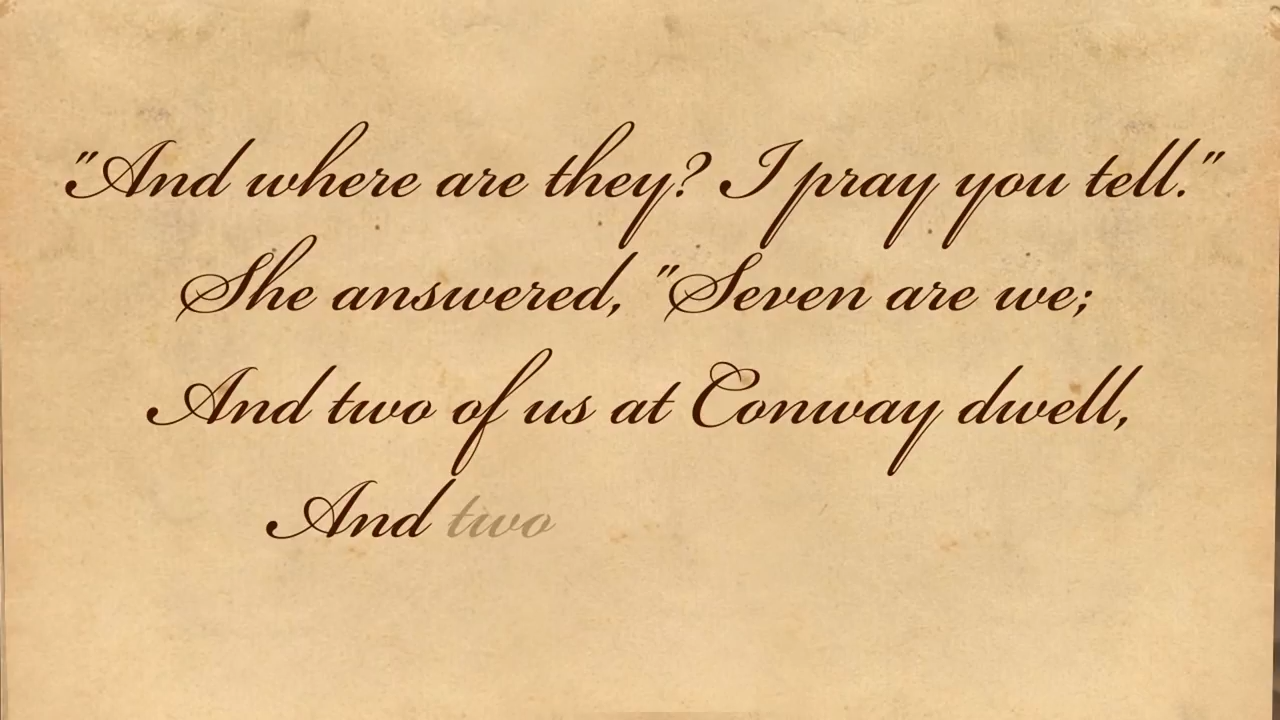 "And where are they? I pray you tell."
She answered, "Seven are we;
And two of us at Conway dwell,
And two